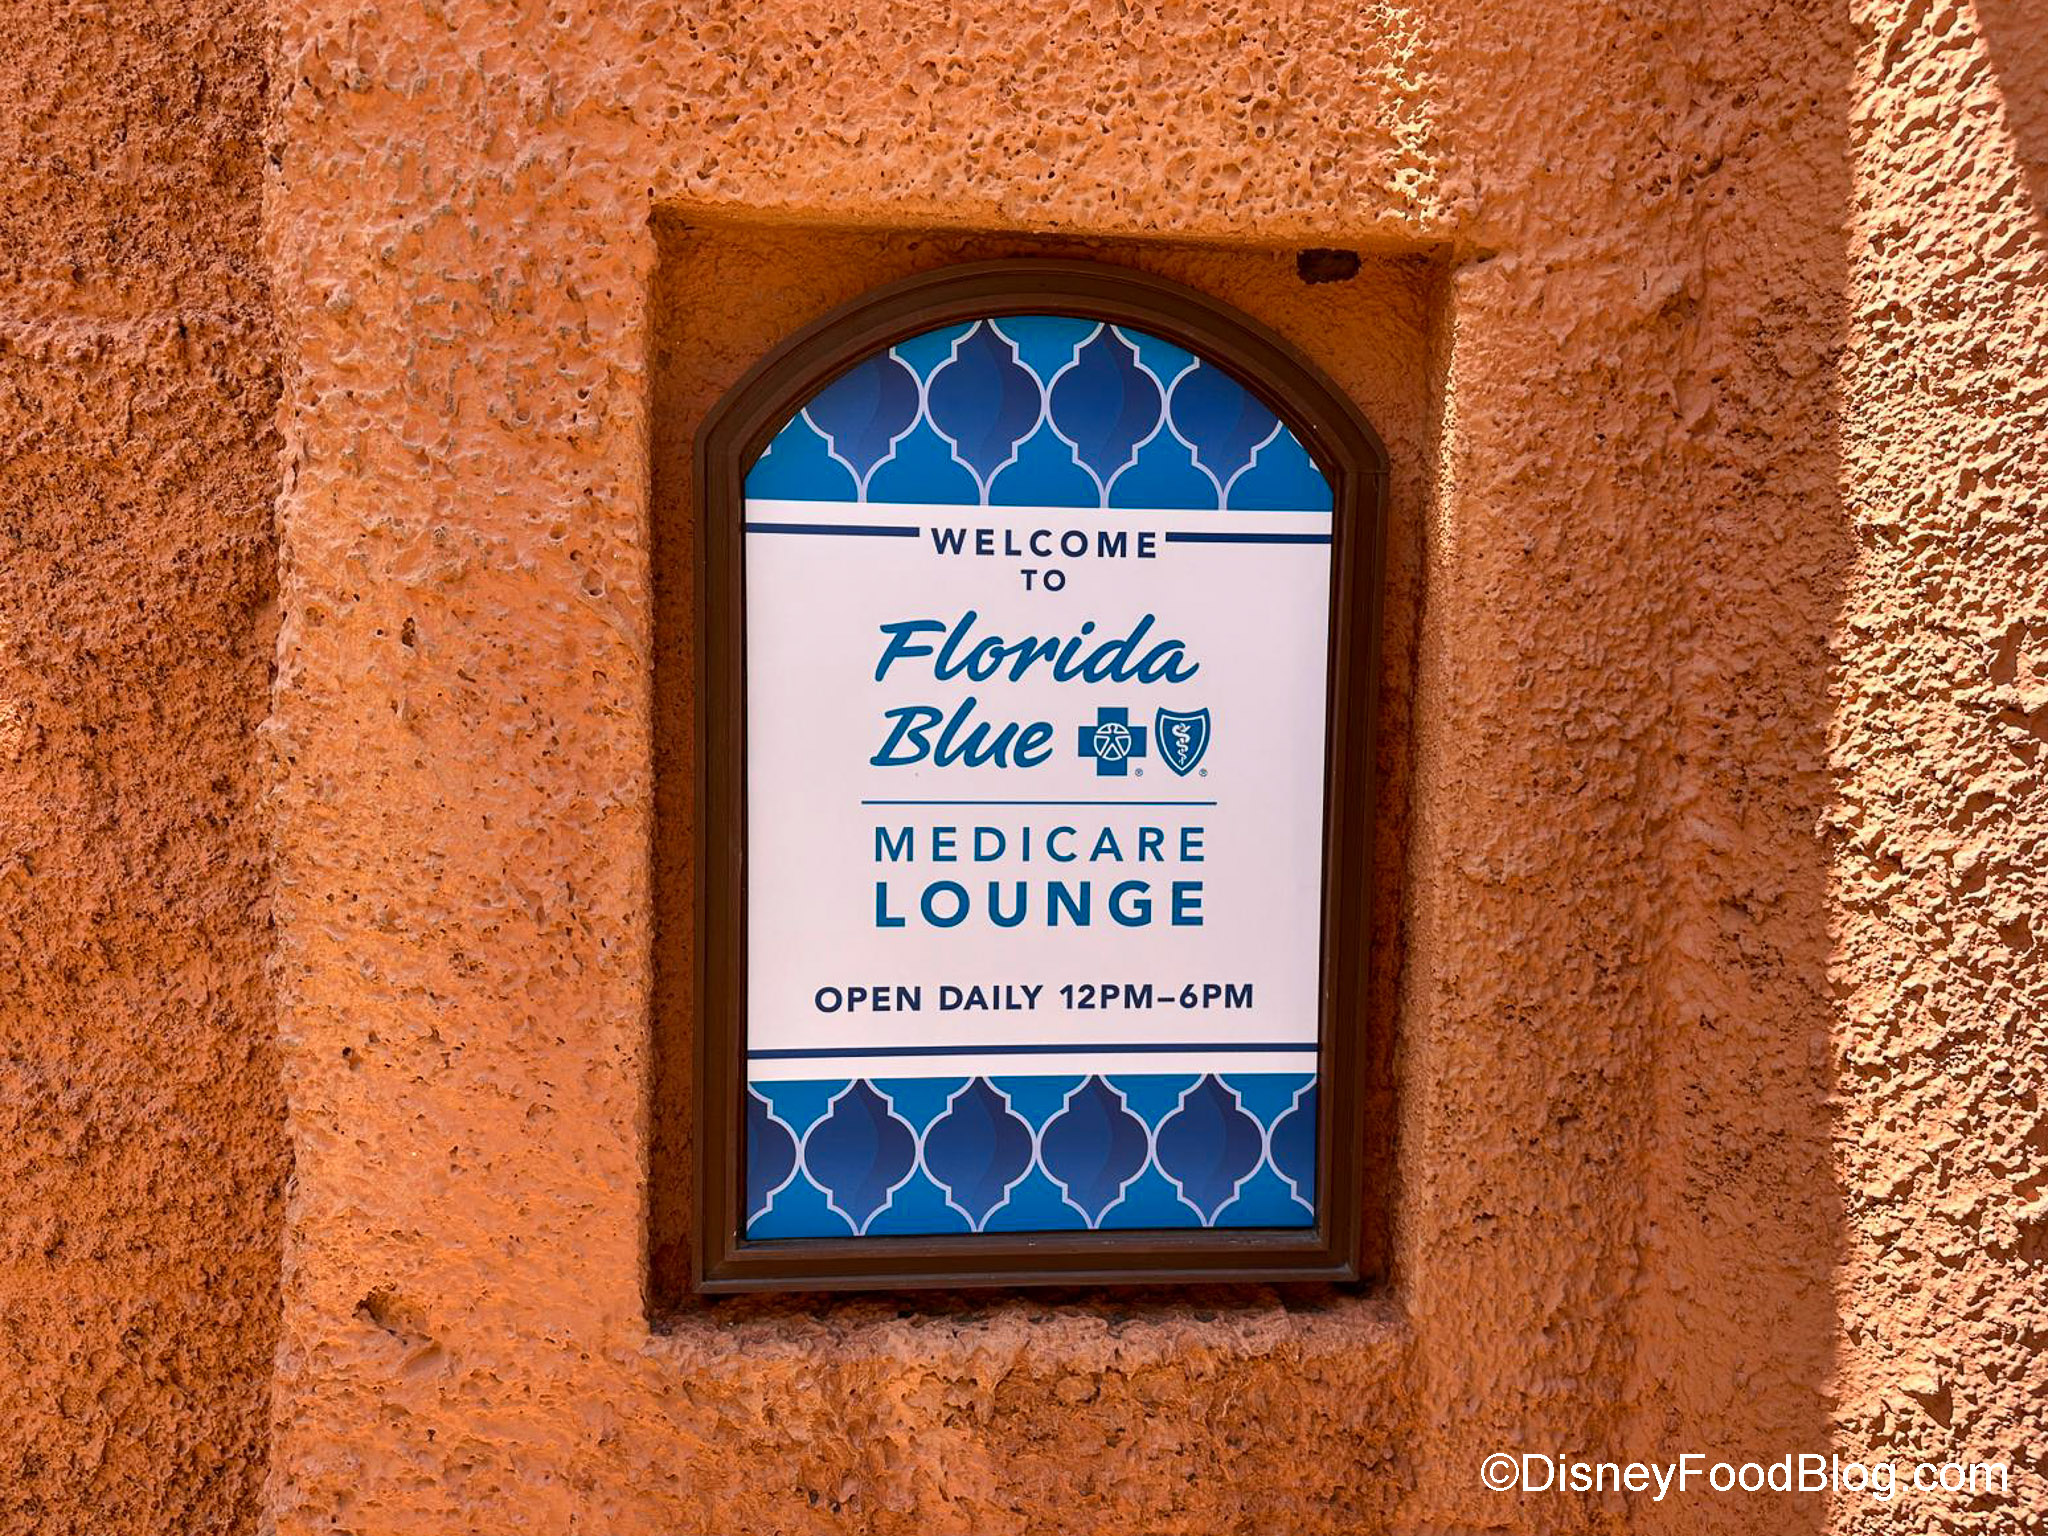 WELCOME
TO
Florida
Blue ® ®
MEDICARE
LOUNGE
OPEN DAILY 12PM–6PM
©DisneyFoodBlog.com